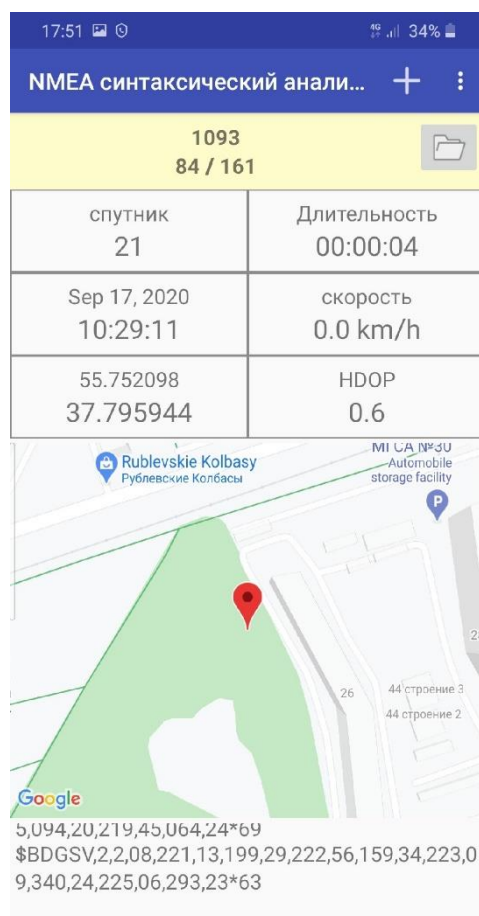 17:51 4G 34%
NMEA синтаксический анали...
1093
84 / 161
спутник Длительность
21 00:00:04
Sep 17, 2020 скорость
10:29:11 0.0 km/h
55.752098 HDOP
37.795944 0.6
Rublevskie Kolbasy
Рублевские Колбасы
Automobile
storage facility
P
26
44 строение 3
44 строение 2
Google
5,094,20,219,45,064,24*69
$BDGSV,2,2,08,221,13,199,29,222,56,159,34,223,0
9,340,24,225,06,293,23*63